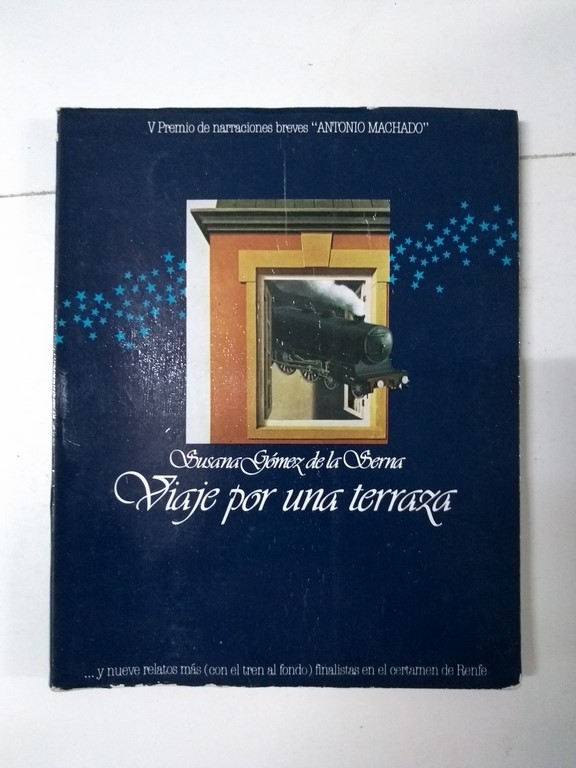 V Premio de narraciones breves "ANTONIO MACHADO"
Susana Gómez de la Serna
Viaje por una terraza
...y nueve relatos más (con el tren al fondo) finalistas en el certamen de Renfe